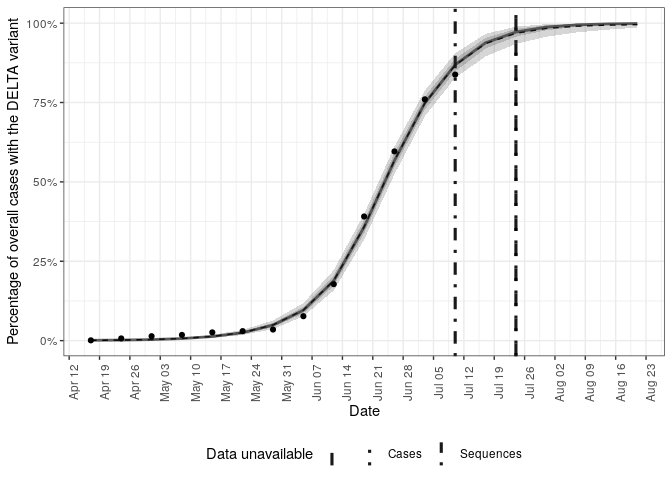 Percentage of overall cases with the DELTA variant
100%
75%
50%
25%
0%
Apr 12
Apr 19
Apr 26
May 03
May 10
May 17
May 24
May 31
Jun 07
Jun 14
Jun 21
Jun 28
Jul 05
Jul 12
Jul 19
Jul 26
Aug 02
Aug 09
Aug 16
Aug 23
Date
Data unavailable
Cases
Sequences